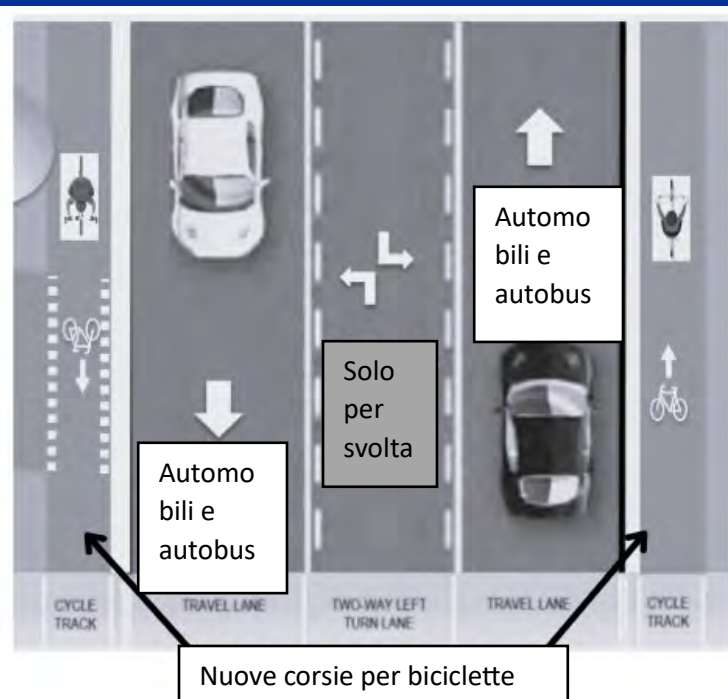 Automo
bili e
autobus
Solo
per
svolta
Automo
bili e
autobus
CYCLE
TRACK
TRAVEL LANE
TWO-WAY LEFT
TURN LANE
TRAVEL LANE
CYCLE
TRACK
Nuove corsie per biciclette